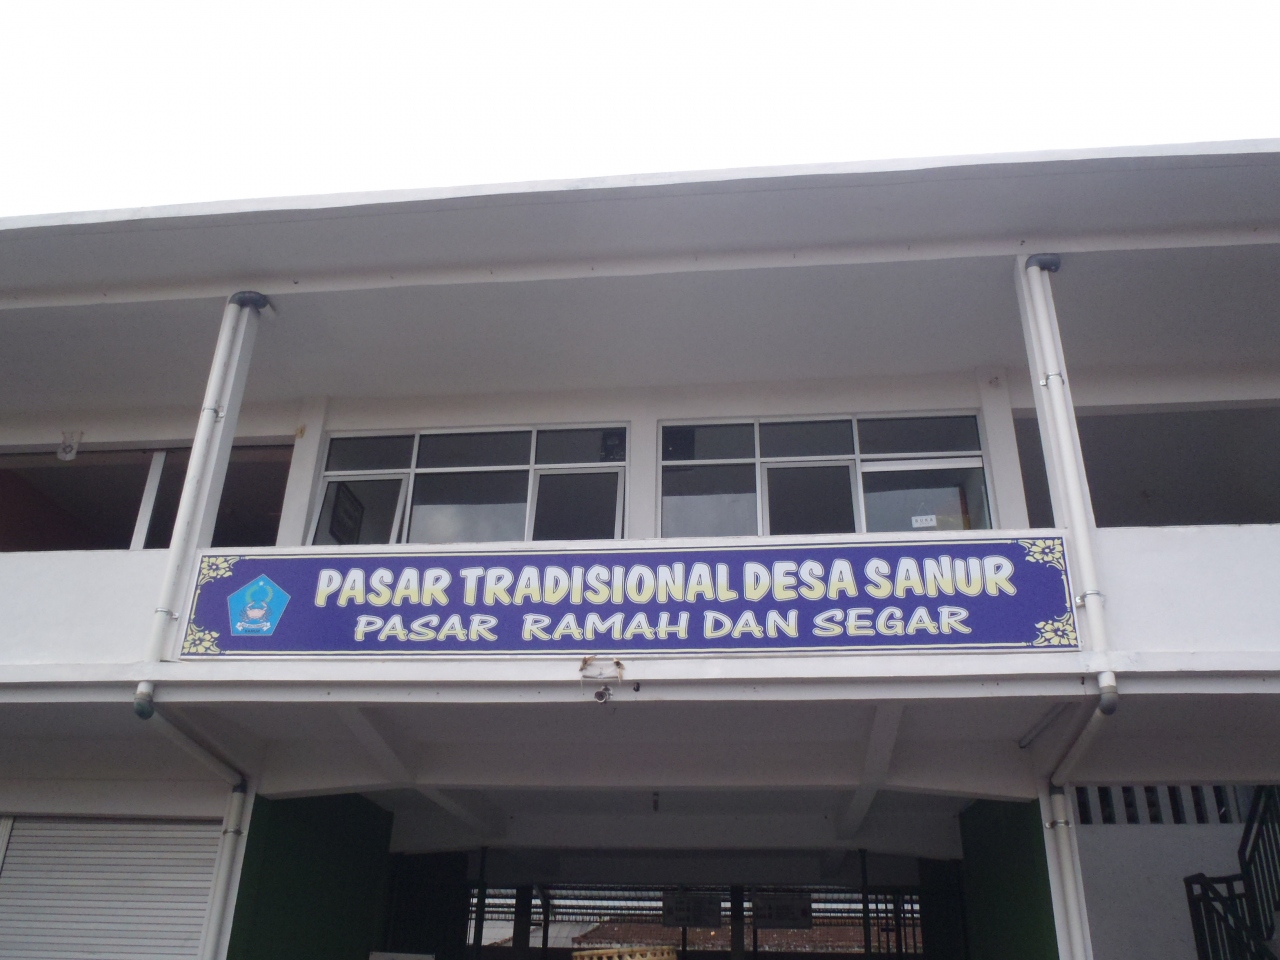 PASAR TRADISIONAL DESA SANUR
PASAR RAMAH DAN SEGAR